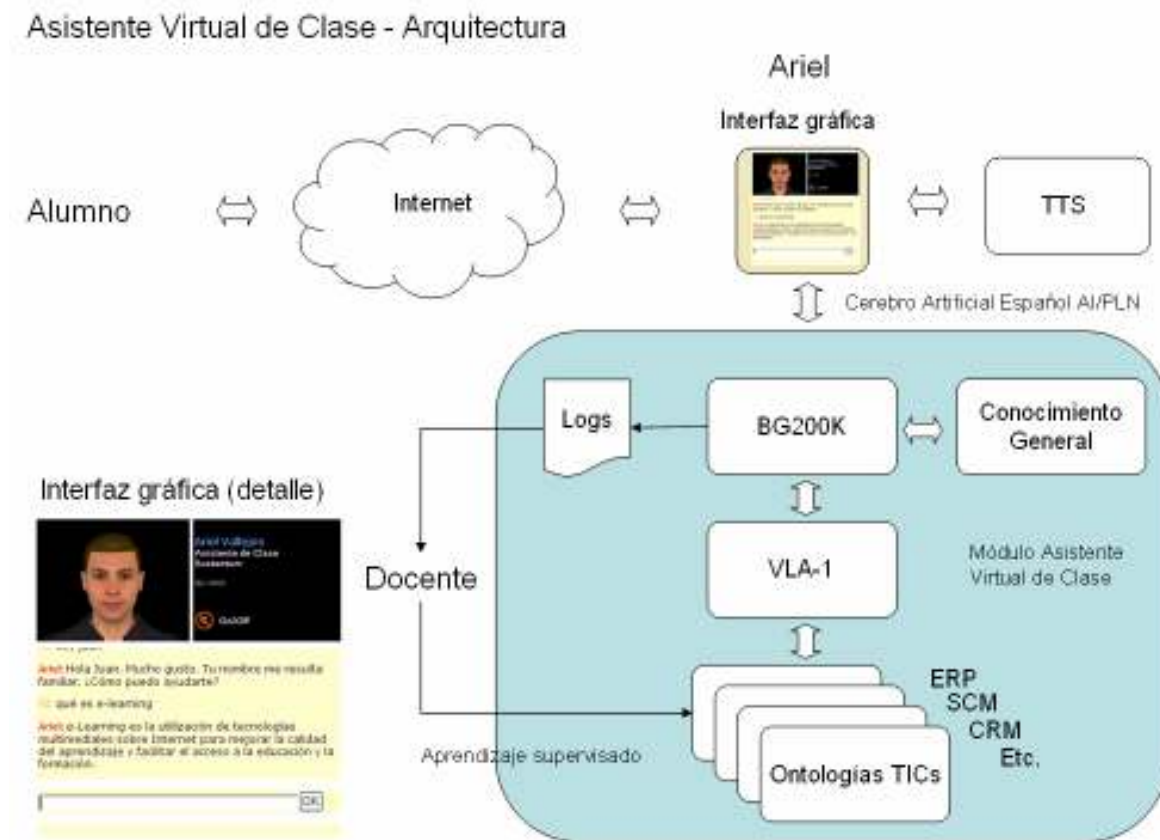 Asistente Virtual de Clase - Arquitectura
Ariel
Interfaz gráfica
Alumno
Internet
TTS
Cerebro Artificial Español AI/PLN
Logs
BG200K
Conocimiento
General
Interfaz gráfica (detalle)
Docente
VLA-1
Módulo Asistente
Virtual de Clase
Asistente de Clase
Ariel: Hola Juan. Mucho gusto. Tu nombre me resulta
familiar. ¿Cómo puedo ayudarte?
qué es e-learning
Ariel: e-Learning es la utilización de tecnologías
multimediales sobre Internet para mejorar la calidad
del aprendizaje y facilitar el acceso a la educación y la
formación.
OK
ERP
SCM
CRM
Etc.
Aprendizaje supervisado
Ontologías TICs